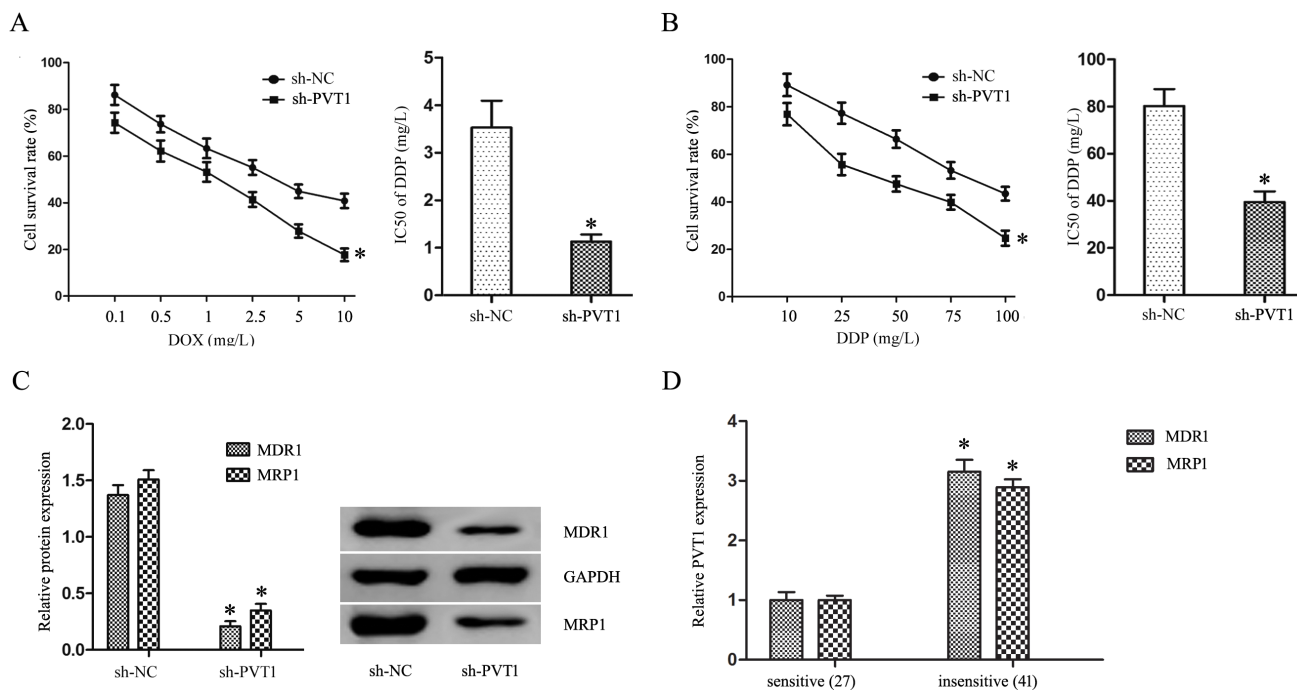 A
100
80
60
40
20
0
Cell survival rate (%)
sh-NC
sh-PVT1
*
0.1 0.5 1 2.5 5 10
DOX (mg/L)
5
4
3
2
1
0
IC50 of DDP (mg/L)
*
sh-NC sh-PVT1
B
100
80
60
40
20
0
Cell survival rate (%)
sh-NC
sh-PVT1
*
10 25 50 75 100
DDP (mg/L)
100
80
60
40
20
0
IC50 of DDP (mg/L)
*
sh-NC sh-PVT1
C
2.0
1.5
1.0
0.5
0.0
Relative protein expression
MDR1
MRP1
* *
sh-NC sh-PVT1
MDR1
GAPDH
MRP1
sh-NC sh-PVT1
D
4
3
2
1
0
Relative PVT1 expression
MDR1
MRP1
* *
sensitive (27) insensitive (41)